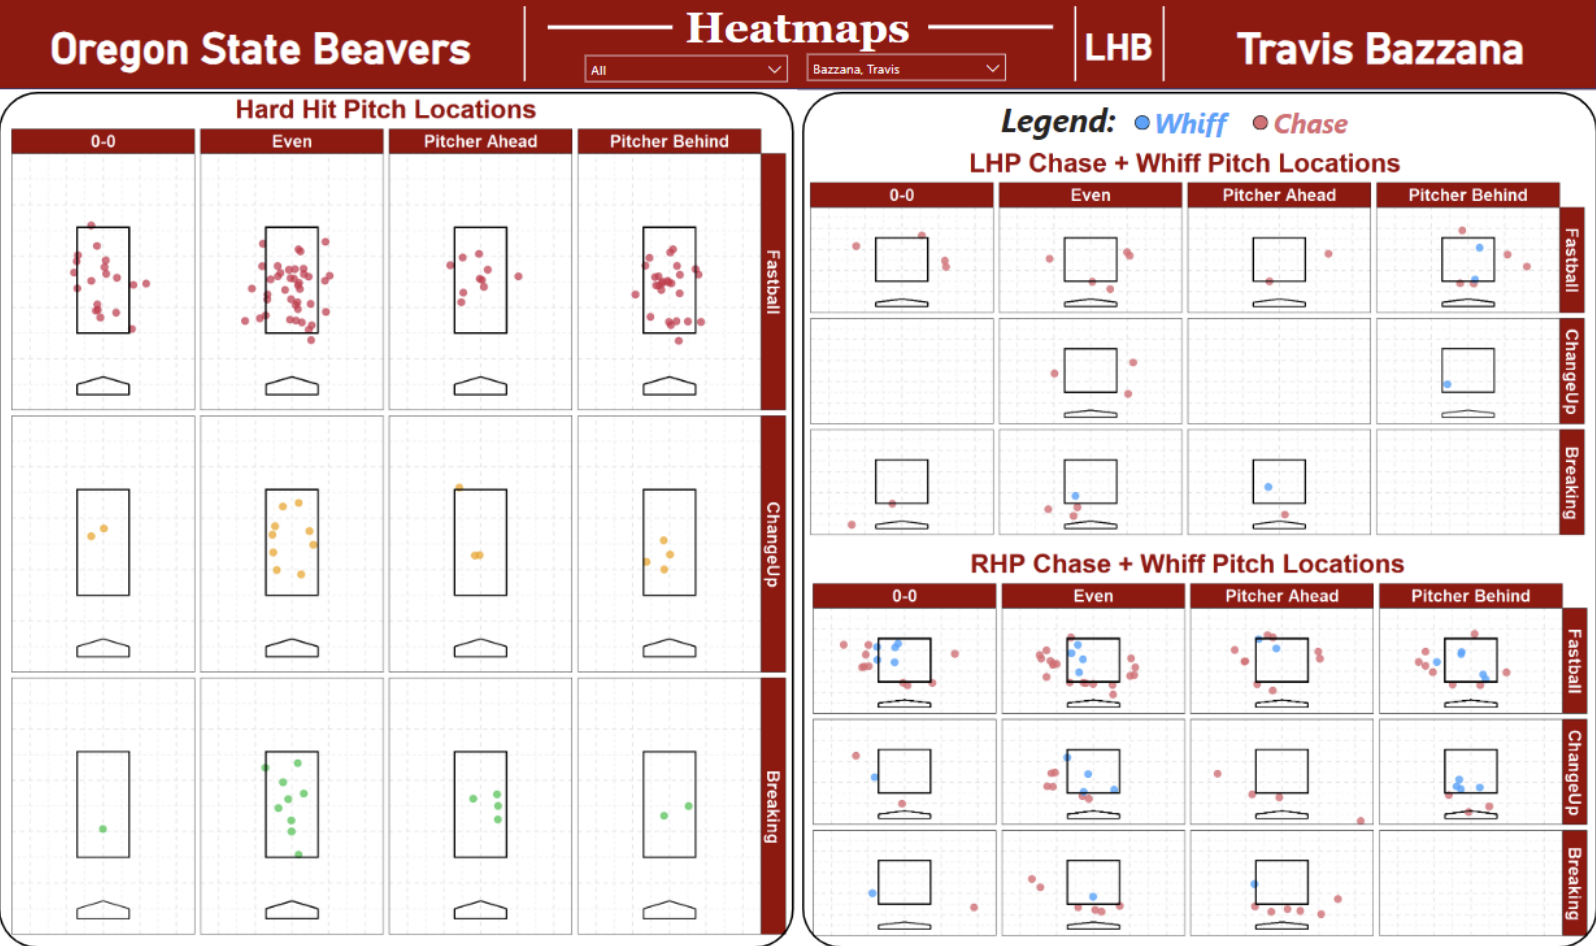 Oregon State Beavers
Heatmaps
All
Bazzana, Travis
LHB
Travis Bazzana
Hard Hit Pitch Locations
0-0
Even
Pitcher Ahead
Pitcher Behind
Fastball
ChangeUp
Breaking
Legend: Whiff Chase
LHP Chase + Whiff Pitch Locations
0-0
Even
Pitcher Ahead
Pitcher Behind
Fastball
ChangeUp
Breaking
RHP Chase + Whiff Pitch Locations
0-0
Even
Pitcher Ahead
Pitcher Behind
Fastball
ChangeUp
Breaking